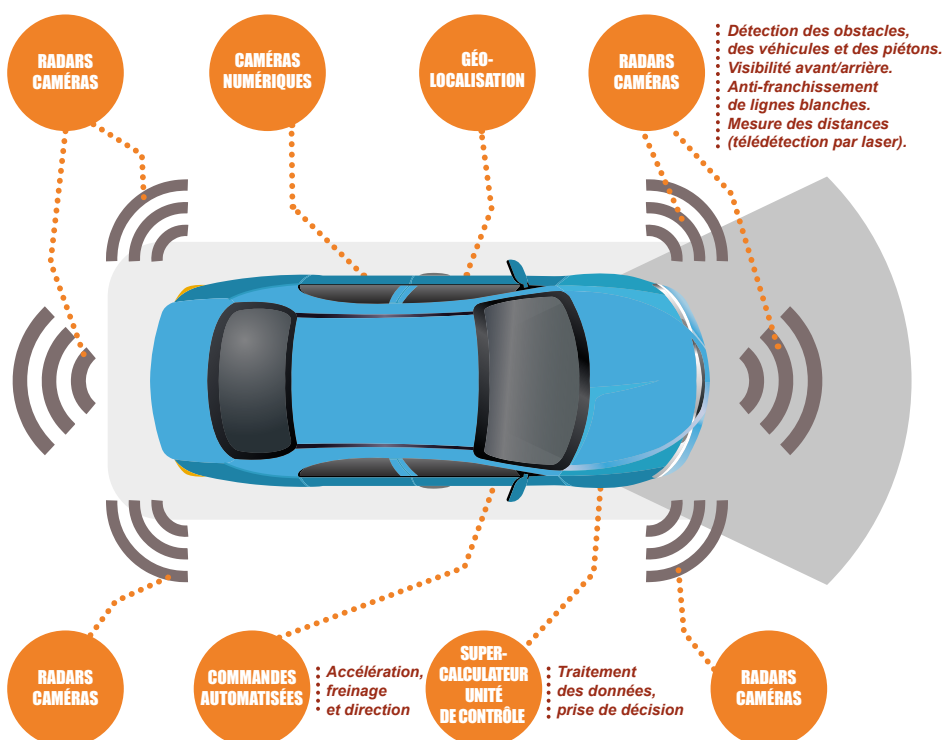 RADARS
CAMÉRAS
CAMÉRAS
NUMÉRIQUES
GÉO-
LOCALISATION
RADARS
CAMÉRAS
Détection des obstacles,
des véhicules et des piétons.
Visibilité avant/arrière.
Anti-franchissement
de lignes blanches.
Mesure des distances
(télédétection par laser).
RADARS
CAMÉRAS
COMMANDES
AUTOMATISÉES
Accélération,
freinage
et direction
SUPER-
CALCULATEUR
UNITÉ
DE CONTRÔLE
Traitement
des données,
prise de décision
RADARS
CAMÉRAS